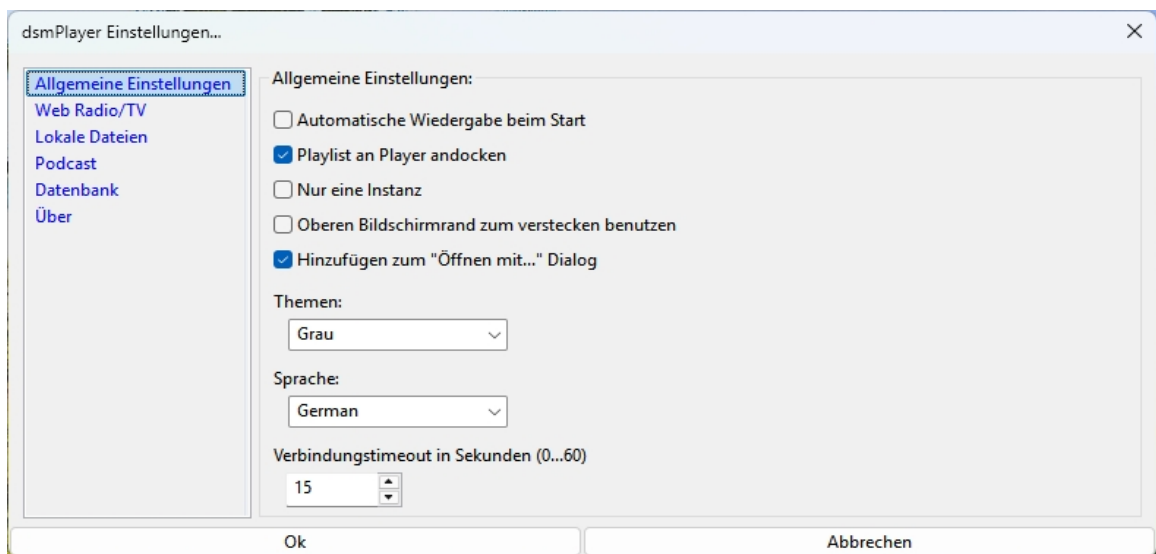 dsmPlayer Einstellungen...
Allgemeine Einstellungen
Web Radio/TV
Lokale Dateien
Podcast
Datenbank
Über
Allgemeine Einstellungen:
Automatische Wiedergabe beim Start
Playlist an Player andocken
Nur eine Instanz
Oberen Bildschirmrand zum verstecken benutzen
Hinzufügen zum "Öffnen mit..." Dialog
Themen:
Grau
Sprache:
German
Verbindungstimeout in Sekunden (0...60)
15
Ok
Abbrechen